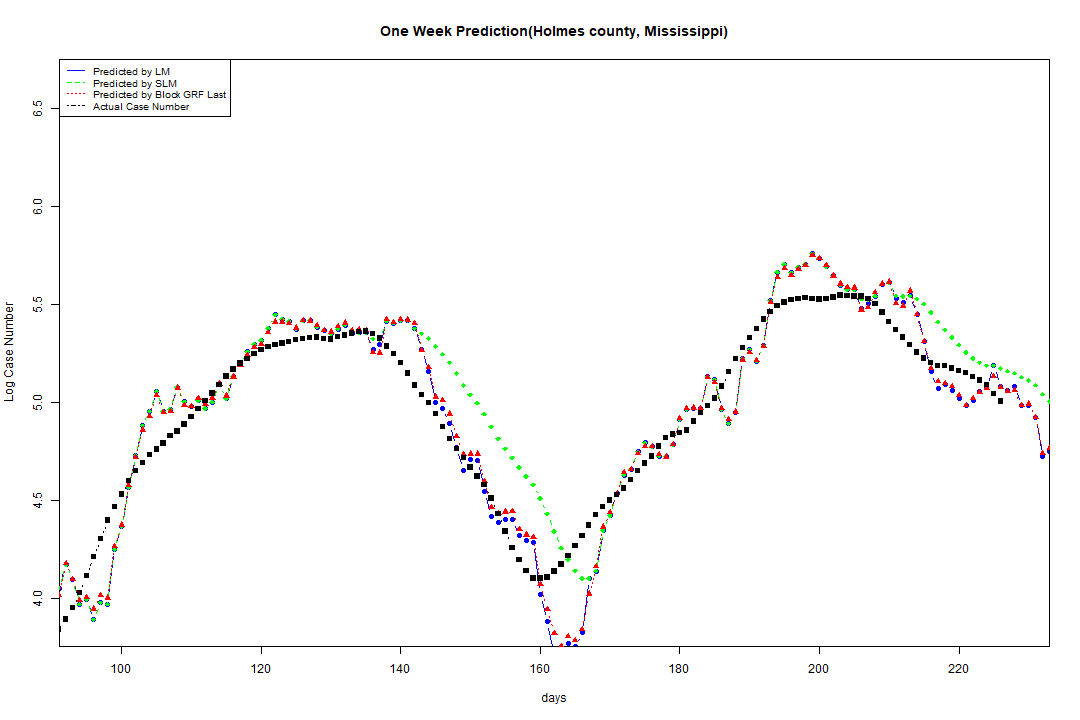 One Week Prediction(Holmes county, Mississippi)
Predicted by LM
Predicted by SLM
Predicted by Block GRF Last
Actual Case Number
6.5
6.0
5.5
5.0
4.5
4.0
Log Case Number
100 120 140 160 180 200 220
days